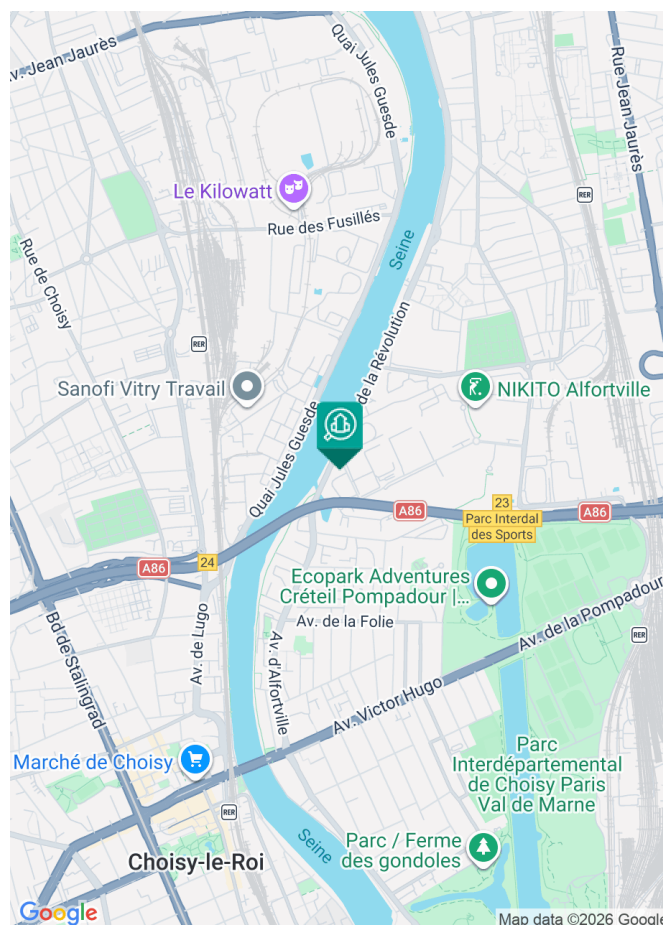 v. Jean Jaurès
Quai Jules Guesde
Rue Jean Jaurès
Le Kilowatt
RER
Rue des Fusillés
Seine
Rue de Choisy
de la Révolution
RER
Sanofi Vitry Travail
NIKITO Alfortville
Quai Jules Guesde
23
A86
A86
Parc Interdal
des Sports
24
A86
Ecopark Adventures
Créteil Pompadour |...
Av. de la Folie
Av. de la Pompadour
RER
Bd de Stalingrad
Av. de Lugo
Av. d'Alfortville
Av. Victor Hugo
Marché de Choisy
Parc
Interdépartemental
de Choisy Paris
Val de Marne
RER
Seine
Parc / Ferme
des gondoles
Choisy-le-Roi
Google
Map data ©2026 Google